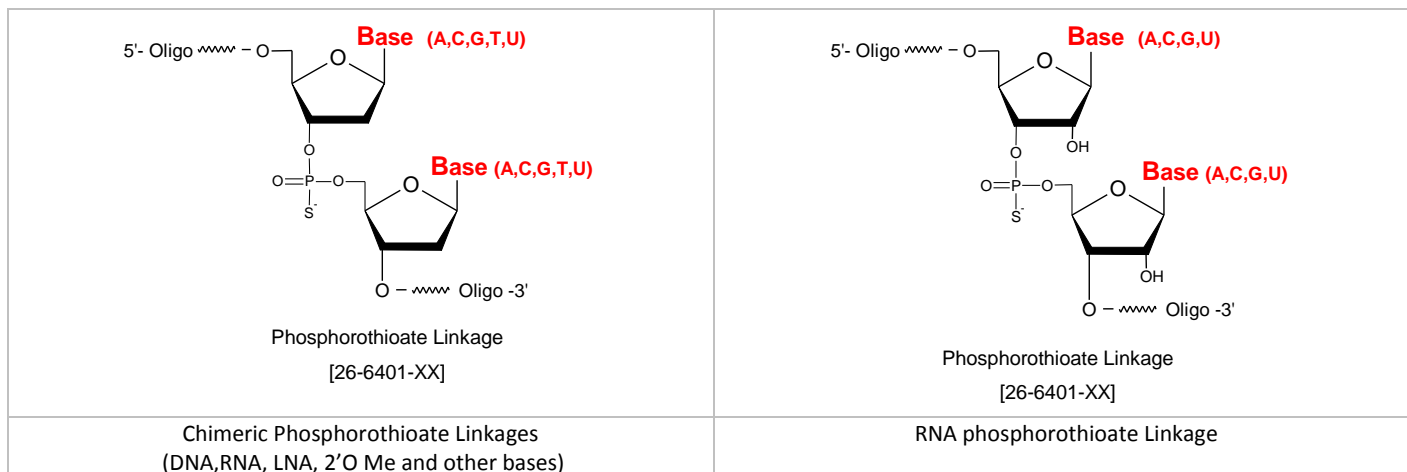 Base (A,C,G,T,U)
5'- Oligo – O
O
O
O=P–O
S-
Base (A,C,G,T,U)
O
O – Oligo -3'
Phosphorothioate Linkage
[26-6401-XX]
Chimeric Phosphorothioate Linkages
(DNA,RNA, LNA, 2'O Me and other bases)
Base (A,C,G,U)
5'- Oligo – O
O
OH
O
O=P–O
S-
Base (A,C,G,U)
O
OH
O – Oligo -3'
Phosphorothioate Linkage
[26-6401-XX]
RNA phosphorothioate Linkage